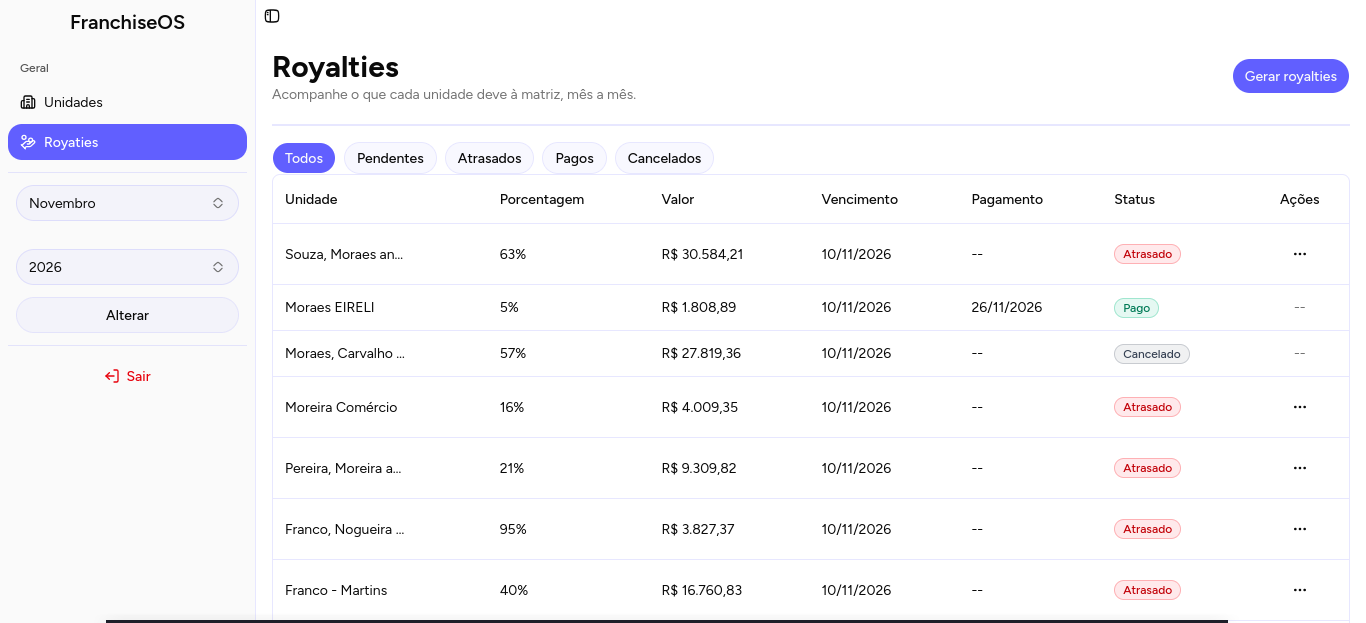 FranchiseOS
Geral
Unidades
Royaties
Novembro
2026
Alterar
Sair
Royalties
Acompanhe o que cada unidade deve à matriz, mês a mês.
Gerar royalties
Todos Pendentes Atrasados Pagos Cancelados
Unidade Porcentagem Valor Vencimento Pagamento Status Ações
Souza, Moraes an... 63% R$ 30.584,21 10/11/2026 -- Atrasado ...
Moraes EIRELI 5% R$ 1.808,89 10/11/2026 26/11/2026 Pago --
Moraes, Carvalho ... 57% R$ 27.819,36 10/11/2026 -- Cancelado --
Moreira Comércio 16% R$ 4.009,35 10/11/2026 -- Atrasado ...
Pereira, Moreira a... 21% R$ 9.309,82 10/11/2026 -- Atrasado ...
Franco, Nogueira ... 95% R$ 3.827,37 10/11/2026 -- Atrasado ...
Franco - Martins 40% R$ 16.760,83 10/11/2026 -- Atrasado ...